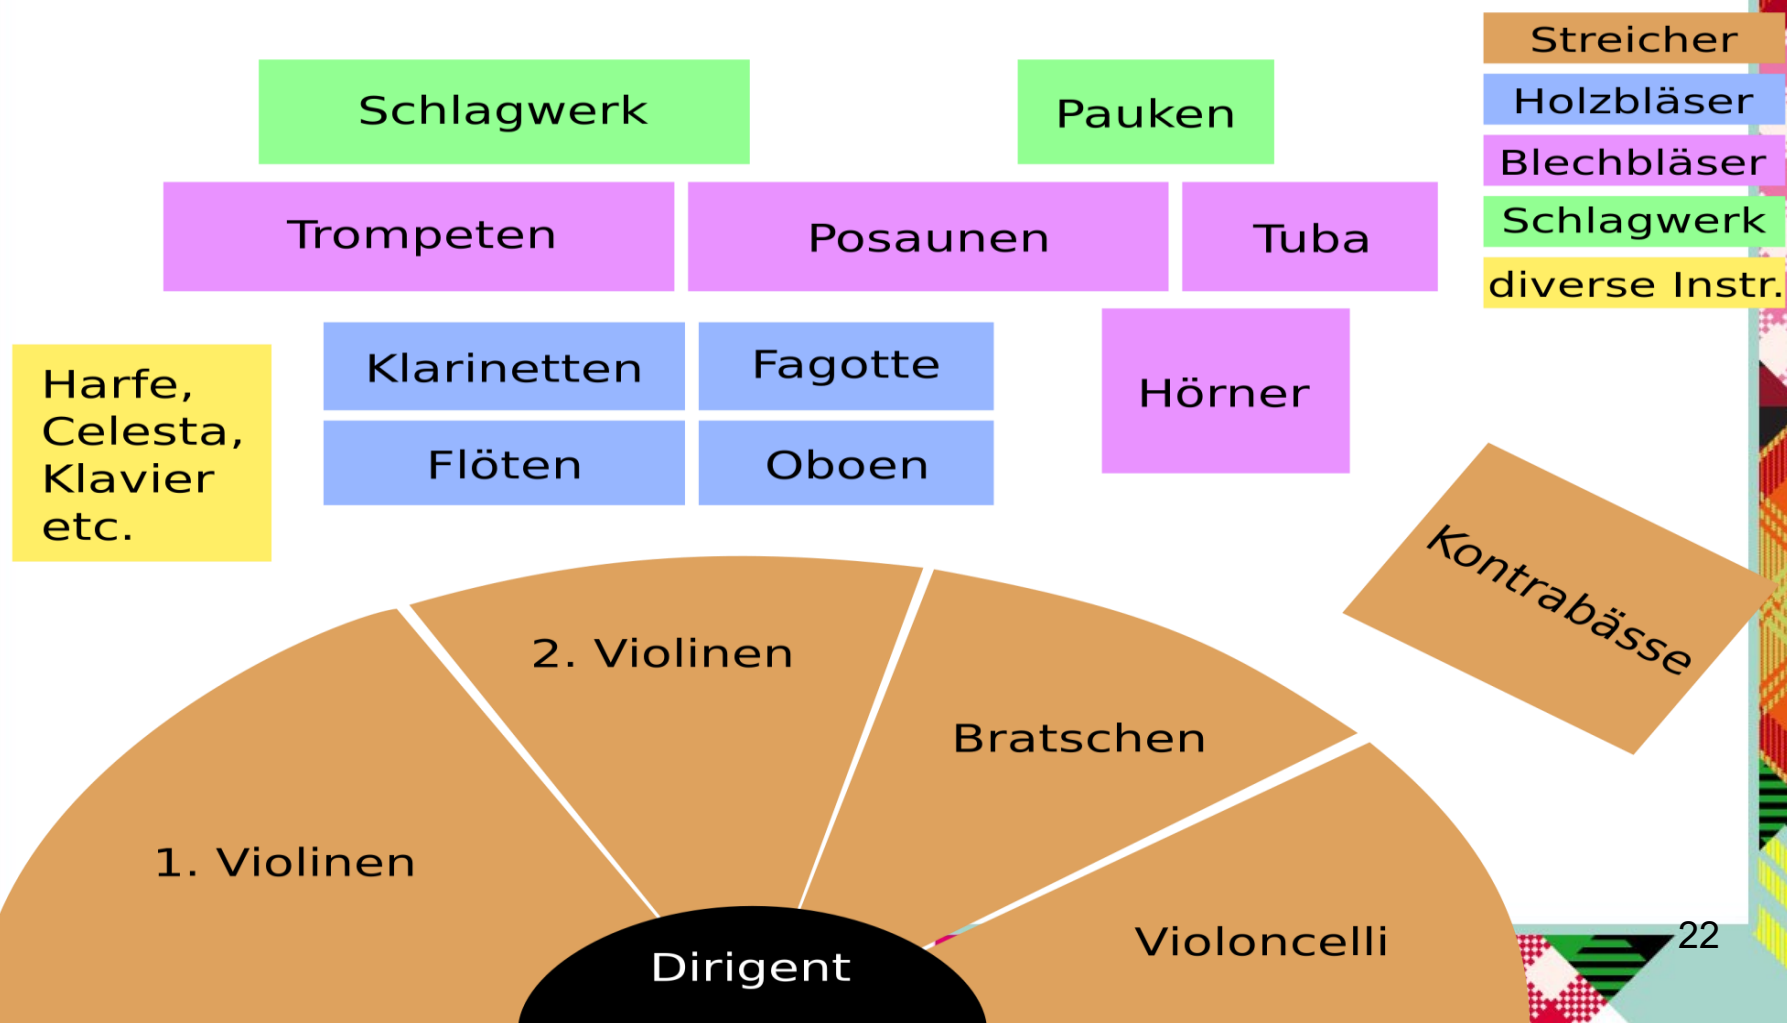 Streicher
Holzbläser
Blechbläser
Schlagwerk
diverse Instr.
Schlagwerk
Pauken
Trompeten
Posaunen
Tuba
Harfe,
Celesta,
Klavier
etc.
Klarinetten
Fagotte
Flöten
Oboen
Hörner
Kontrabässe
1. Violinen
2. Violinen
Bratschen
Violoncelli
Dirigent
22